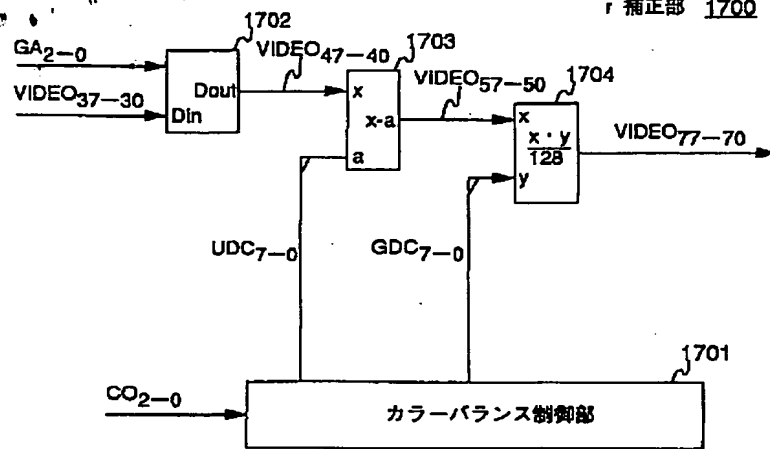 r 補正部 1700
1702
GA2-0
VIDEO47-40
1703
VIDEO37-30
Dout
Din
x
x-a
a
VIDEO57-50
1704
x
x・y
128
y
VIDEO77-70
UDC7-0
GDC7-0
1701
CO2-0
カラーバランス制御部